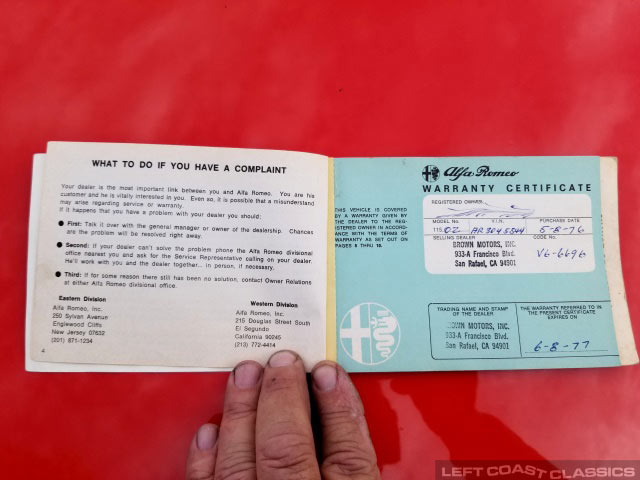 WHAT TO DO IF YOU HAVE A COMPLAINT
Your dealer is the most important link between you and Alfa Romeo. You are his
customer and he is vitally interested in you. Even so, it is possible that a misunderstanding
may arise regarding service or warranty.
If it happens that you have a problem with your dealer you should:
First: Talk it over with the general manager or owner of the dealership. Chances
are the problem will be resolved right away.
Second: If your dealer can't solve the problem phone the Alfa Romeo divisional
office nearest you and ask for the Service Representative calling on your dealer.
He'll work with you and the dealer together... in person, if necessary.
Third: If for some reason there still has been no solution, contact Owner Relations
at either Alfa Romeo divisional office.
Eastern Division
Alfa Romeo, Inc.
250 Sylvan Avenue
Englewood Cliffs
New Jersey 07632
(201) 871-1234
Western Division
Alfa Romeo, Inc.
215 Douglas Street South
El Segundo
California 90245
(213) 772-4414
4
THIS VEHICLE IS COVERED
BY A WARRANTY GIVEN
BY THE DEALER TO THE REG-
ISTERED OWNER IN ACCORD-
ANCE WITH THE TERMS OF
WARRANTY AS SET OUT ON
PAGES 8 THRU 18.
Alfa Romeo
WARRANTY CERTIFICATE
REGISTERED OWNER
MODEL No. V.I.N. PURCHASE DATE
115.02 AR3045544 6-8-76
SELLING DEALER CODE No.
BROWN MOTORS, INC.
933-A Francisco Blvd.
San Rafael, CA 94901
V6-6696
TRADING NAME AND STAMP
OF THE DEALER
BROWN MOTORS, INC.
933-A Francisco Blvd.
San Rafael, CA 94901
THE WARRANTY REFERRED TO IN
THE PRESENT CERTIFICATE
EXPIRES ON
6-8-77
LEFT COAST CLASSICS